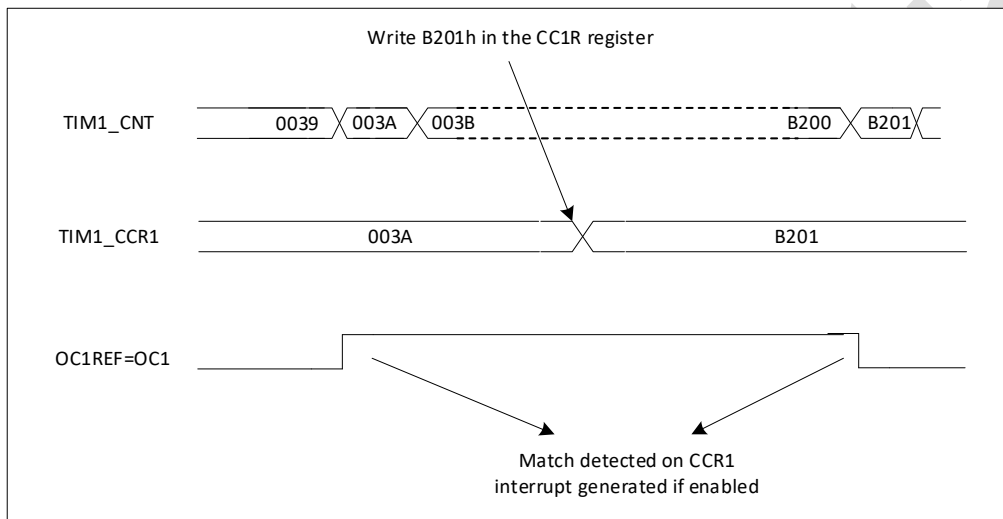 Write B201h in the CC1R register
TIM1_CNT 0039 003A 003B B200 B201
TIM1_CCR1 003A B201
OC1REF=OC1
Match detected on CCR1
interrupt generated if enabled